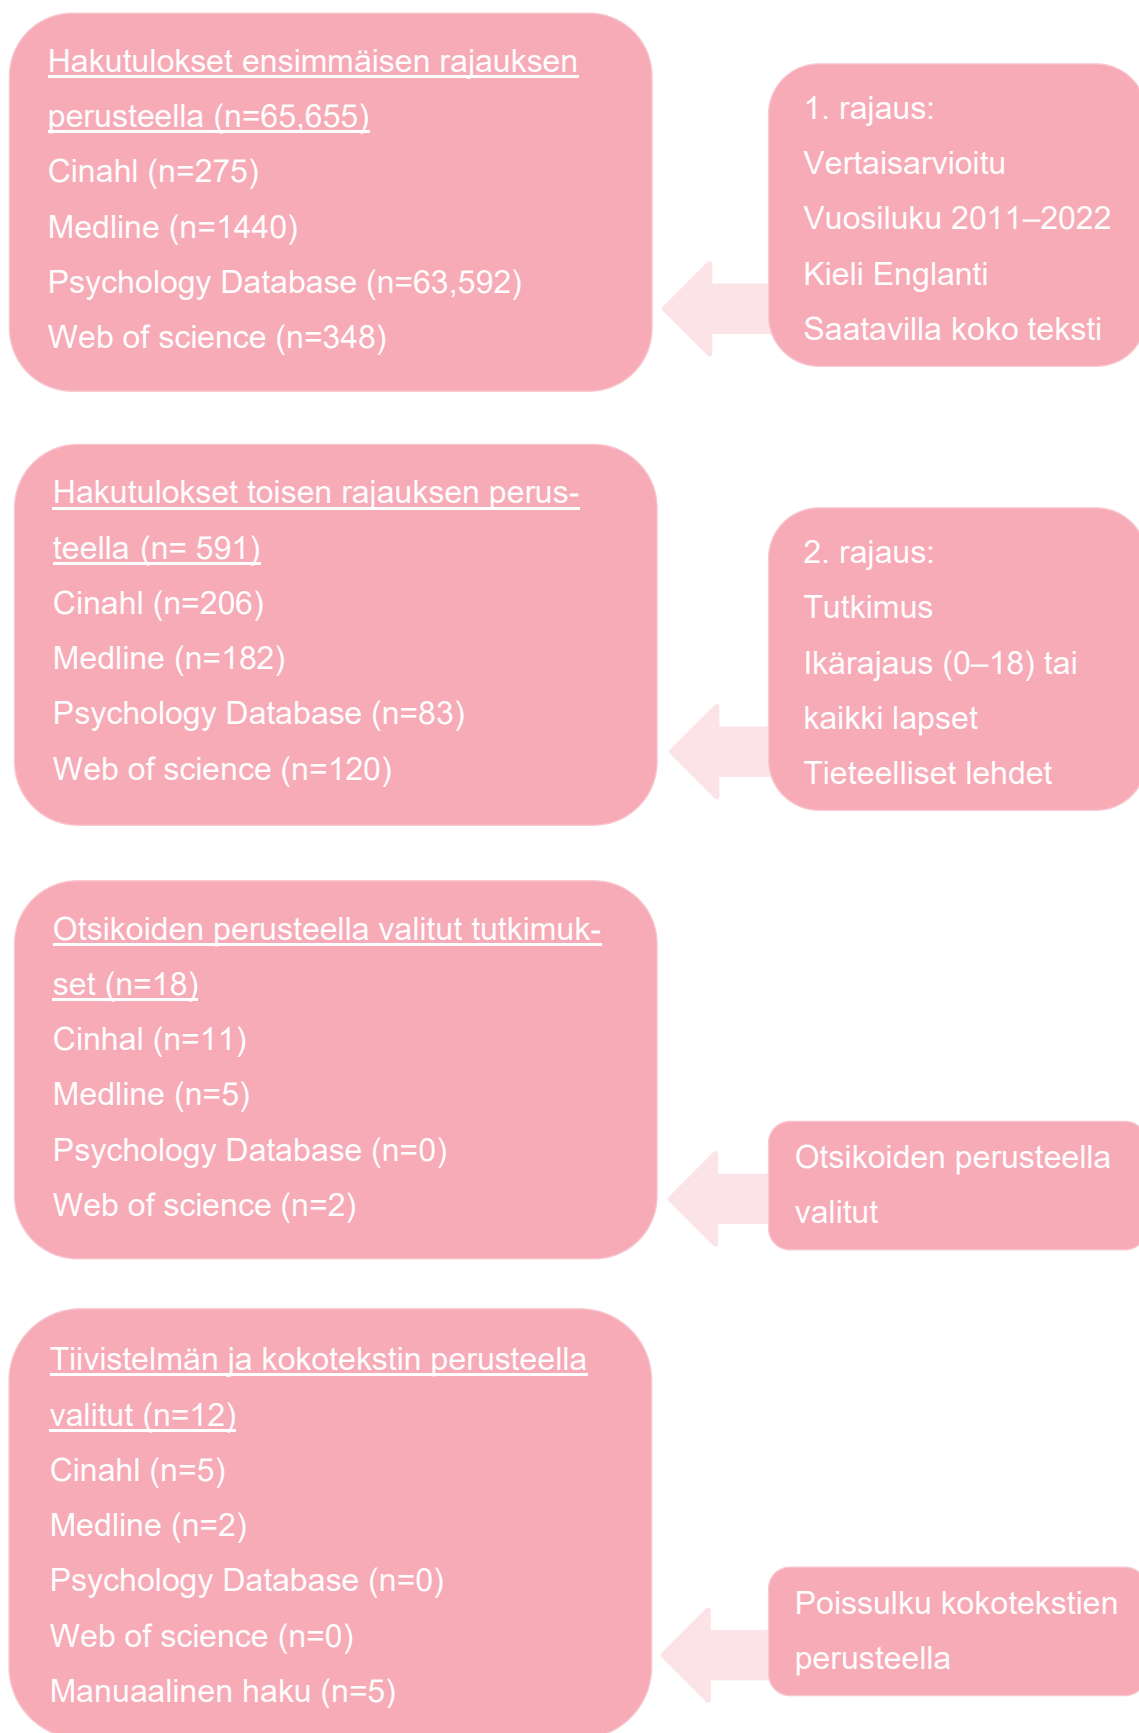 Hakutulokset ensimmäisen rajauksen
perusteella (n=65,655)
Cinahl (n=275)
Medline (n=1440)
Psychology Database (n=63,592)
Web of science (n=348)
1. rajaus:
Vertaisarvioitu
Vuosiluku 2011–2022
Kieli Englanti
Saatavilla koko teksti
Hakutulokset toisen rajauksen perus-
teella (n= 591)
Cinahl (n=206)
Medline (n=182)
Psychology Database (n=83)
Web of science (n=120)
2. rajaus:
Tutkimus
Ikärajaus (0–18) tai
kaikki lapset
Tieteelliset lehdet
Otsikoiden perusteella valitut tutkimuk-
set (n=18)
Cinhal (n=11)
Medline (n=5)
Psychology Database (n=0)
Web of science (n=2)
Otsikoiden perusteella
valitut
Tiivistelmän ja kokotekstin perusteella
valitut (n=12)
Cinahl (n=5)
Medline (n=2)
Psychology Database (n=0)
Web of science (n=0)
Manuaalinen haku (n=5)
Poissulku kokotekstien
perusteella